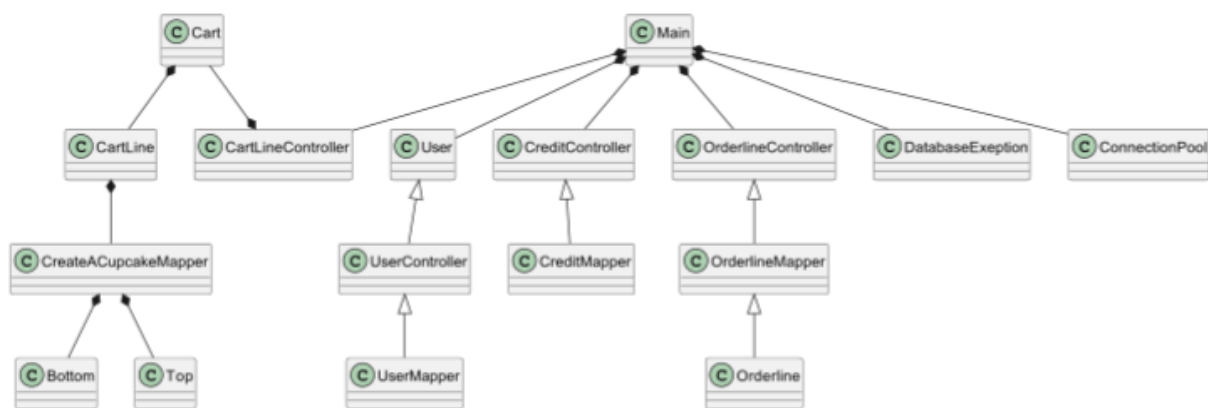 C Cart
C Main
C CartLine
C CartLineController
C User
C CreditController
C OrderlineController
C DatabaseExeption
C ConnectionPool
C CreateACupcakeMapper
C UserController
C CreditMapper
C OrderlineMapper
C Bottom
C Top
C UserMapper
C Orderline